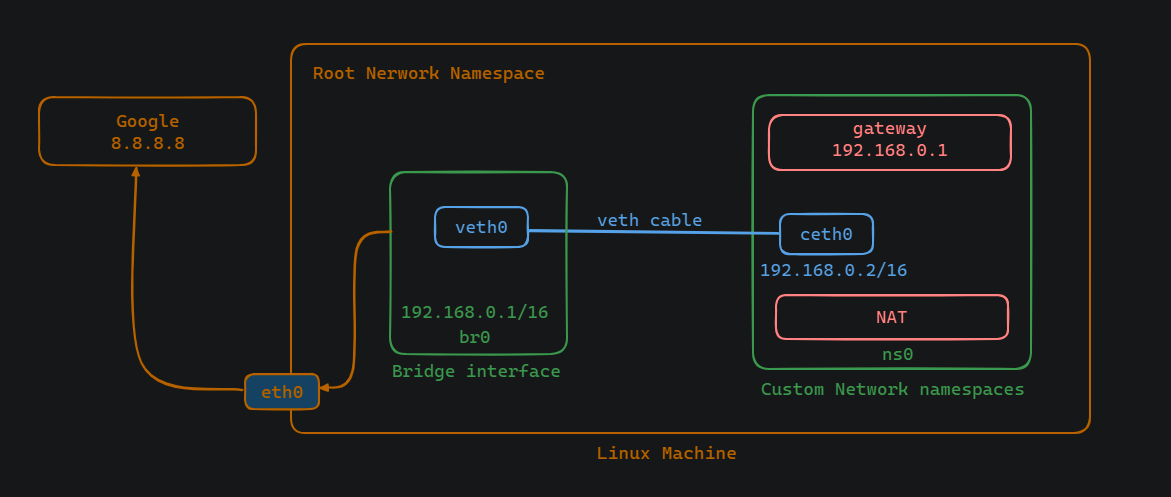 Root Nerwork Namespace
Google
8.8.8.8
gateway
192.168.0.1
veth0
veth cable
ceth0
192.168.0.2/16
192.168.0.1/16
br0
NAT
ns0
Bridge interface
Custom Network namespaces
eth0
Linux Machine